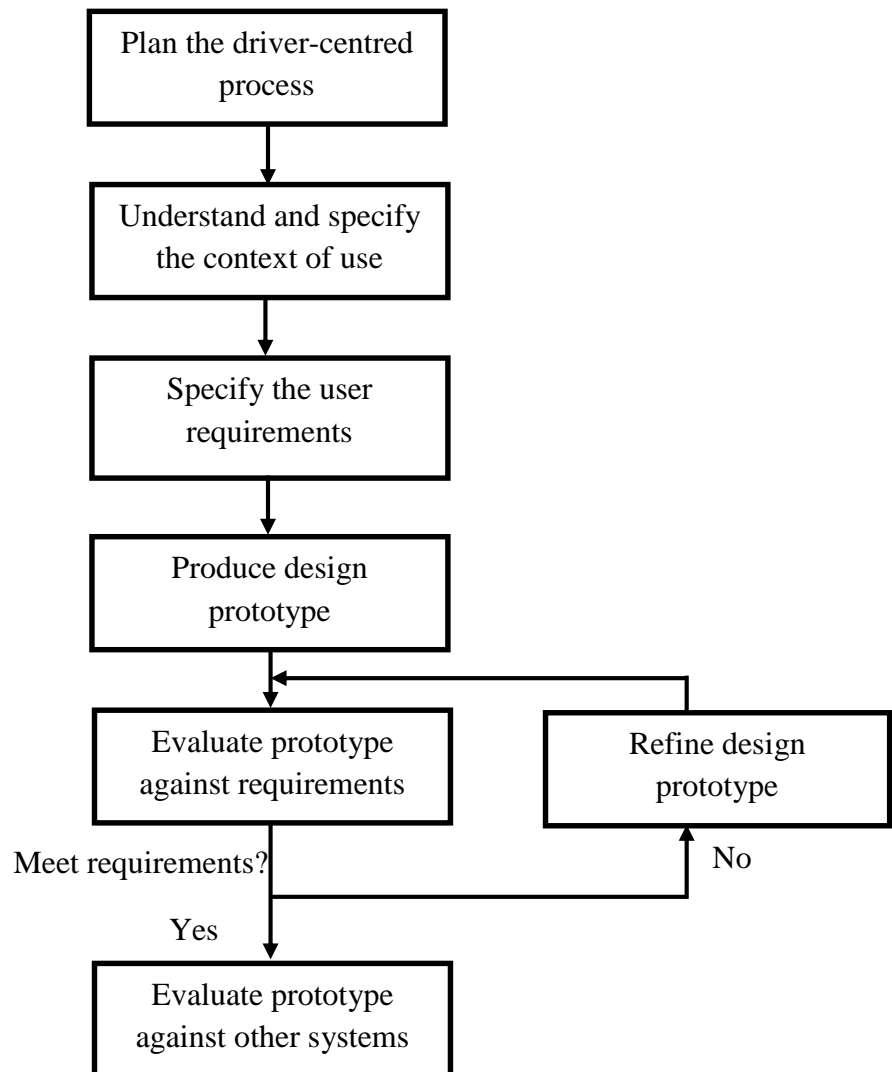 Plan the driver-centred
process
Understand and specify
the context of use
Specify the user
requirements
Produce design
prototype
Evaluate prototype
against requirements
Refine design
prototype
Meet requirements?
No
Yes
Evaluate prototype
against other systems